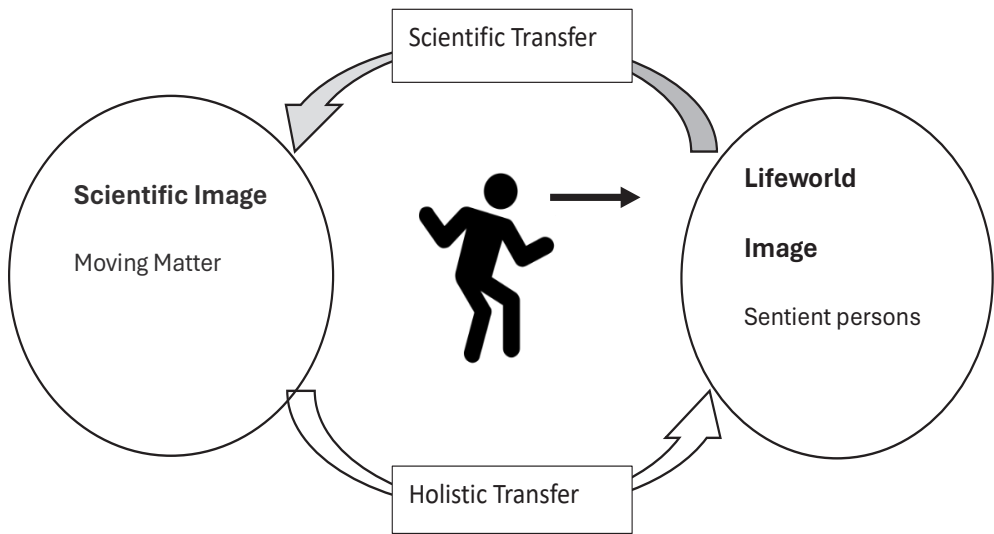 Scientific Transfer
Scientific Image
Moving Matter
Lifeworld
Image
Sentient persons
Holistic Transfer